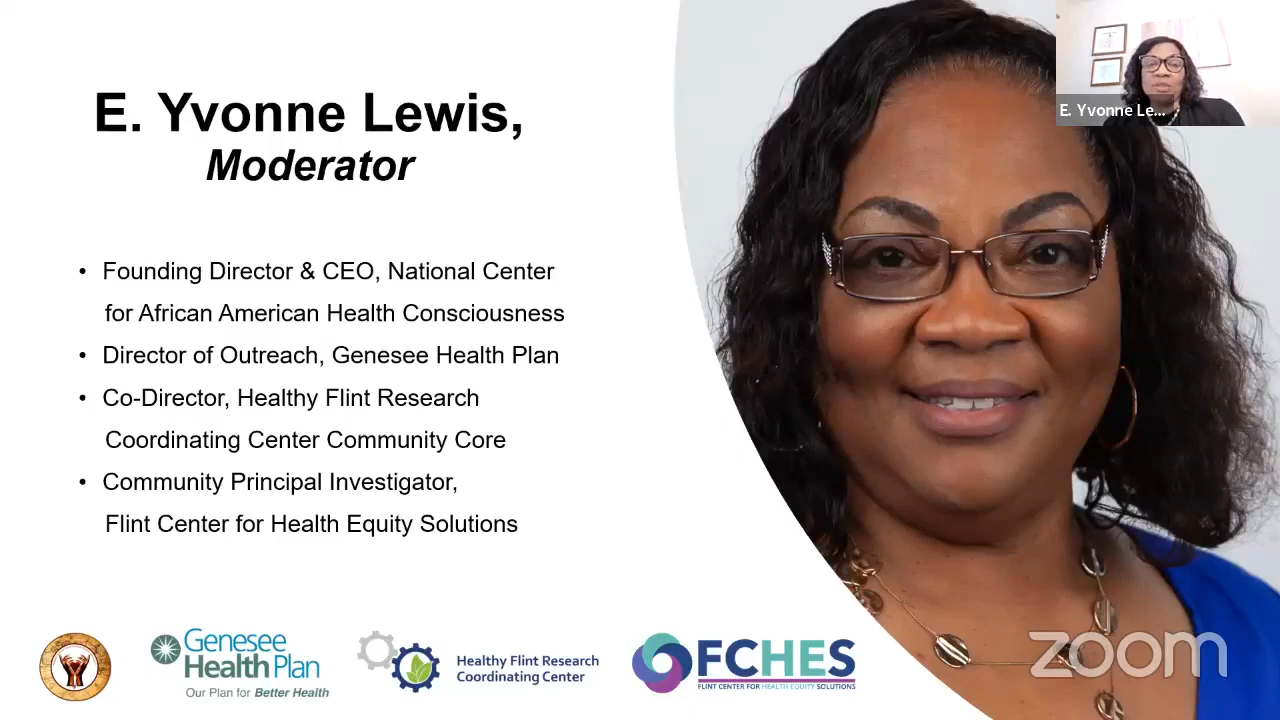 E. Yvonne Lewis,
Moderator
• Founding Director & CEO, National Center
for African American Health Consciousness
• Director of Outreach, Genesee Health Plan
• Co-Director, Healthy Flint Research
Coordinating Center Community Core
• Community Principal Investigator,
Flint Center for Health Equity Solutions
E. Yvonne Le...
Genesee
Health Plan
Our Plan for Better Health
Healthy Flint Research
Coordinating Center
FCHES
FLINT CENTER FOR HEALTH EQUITY SOLUTIONS
zoom